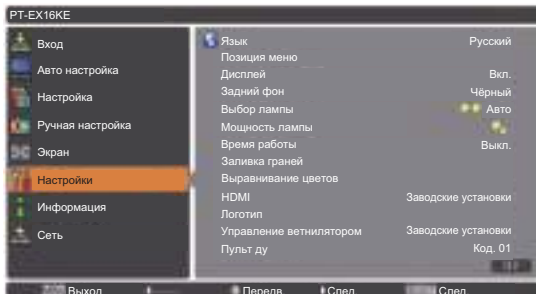 PT-EX16KE
Вход
Авто настройка
Настройка
Ручная настройка
Экран
Настройки
Информация
Сеть
Язык Русский
Позиция меню
Дисплей Вкл.
Задний фон Чёрный
Выбор лампы Авто
Мощность лампы
Время работы Выкл.
Заливка граней
Выравнивание цветов
HDMI Заводские установки
Логотип
Управление ветнилятором Заводские установки
Пульт ду Код. 01
Выход Передв. След. След.